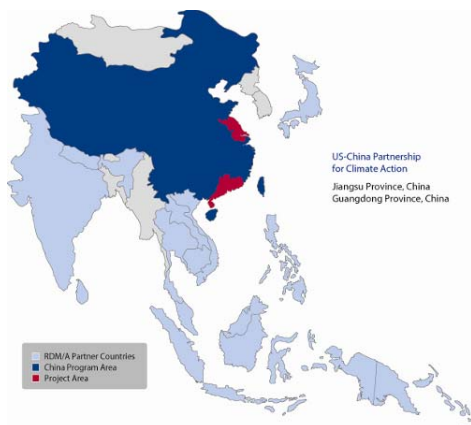 US-China Partnership
for Climate Action
Jiangsu Province, China
Guangdong Province, China
RDM/A Partner Countries
China Program Area
Project Area